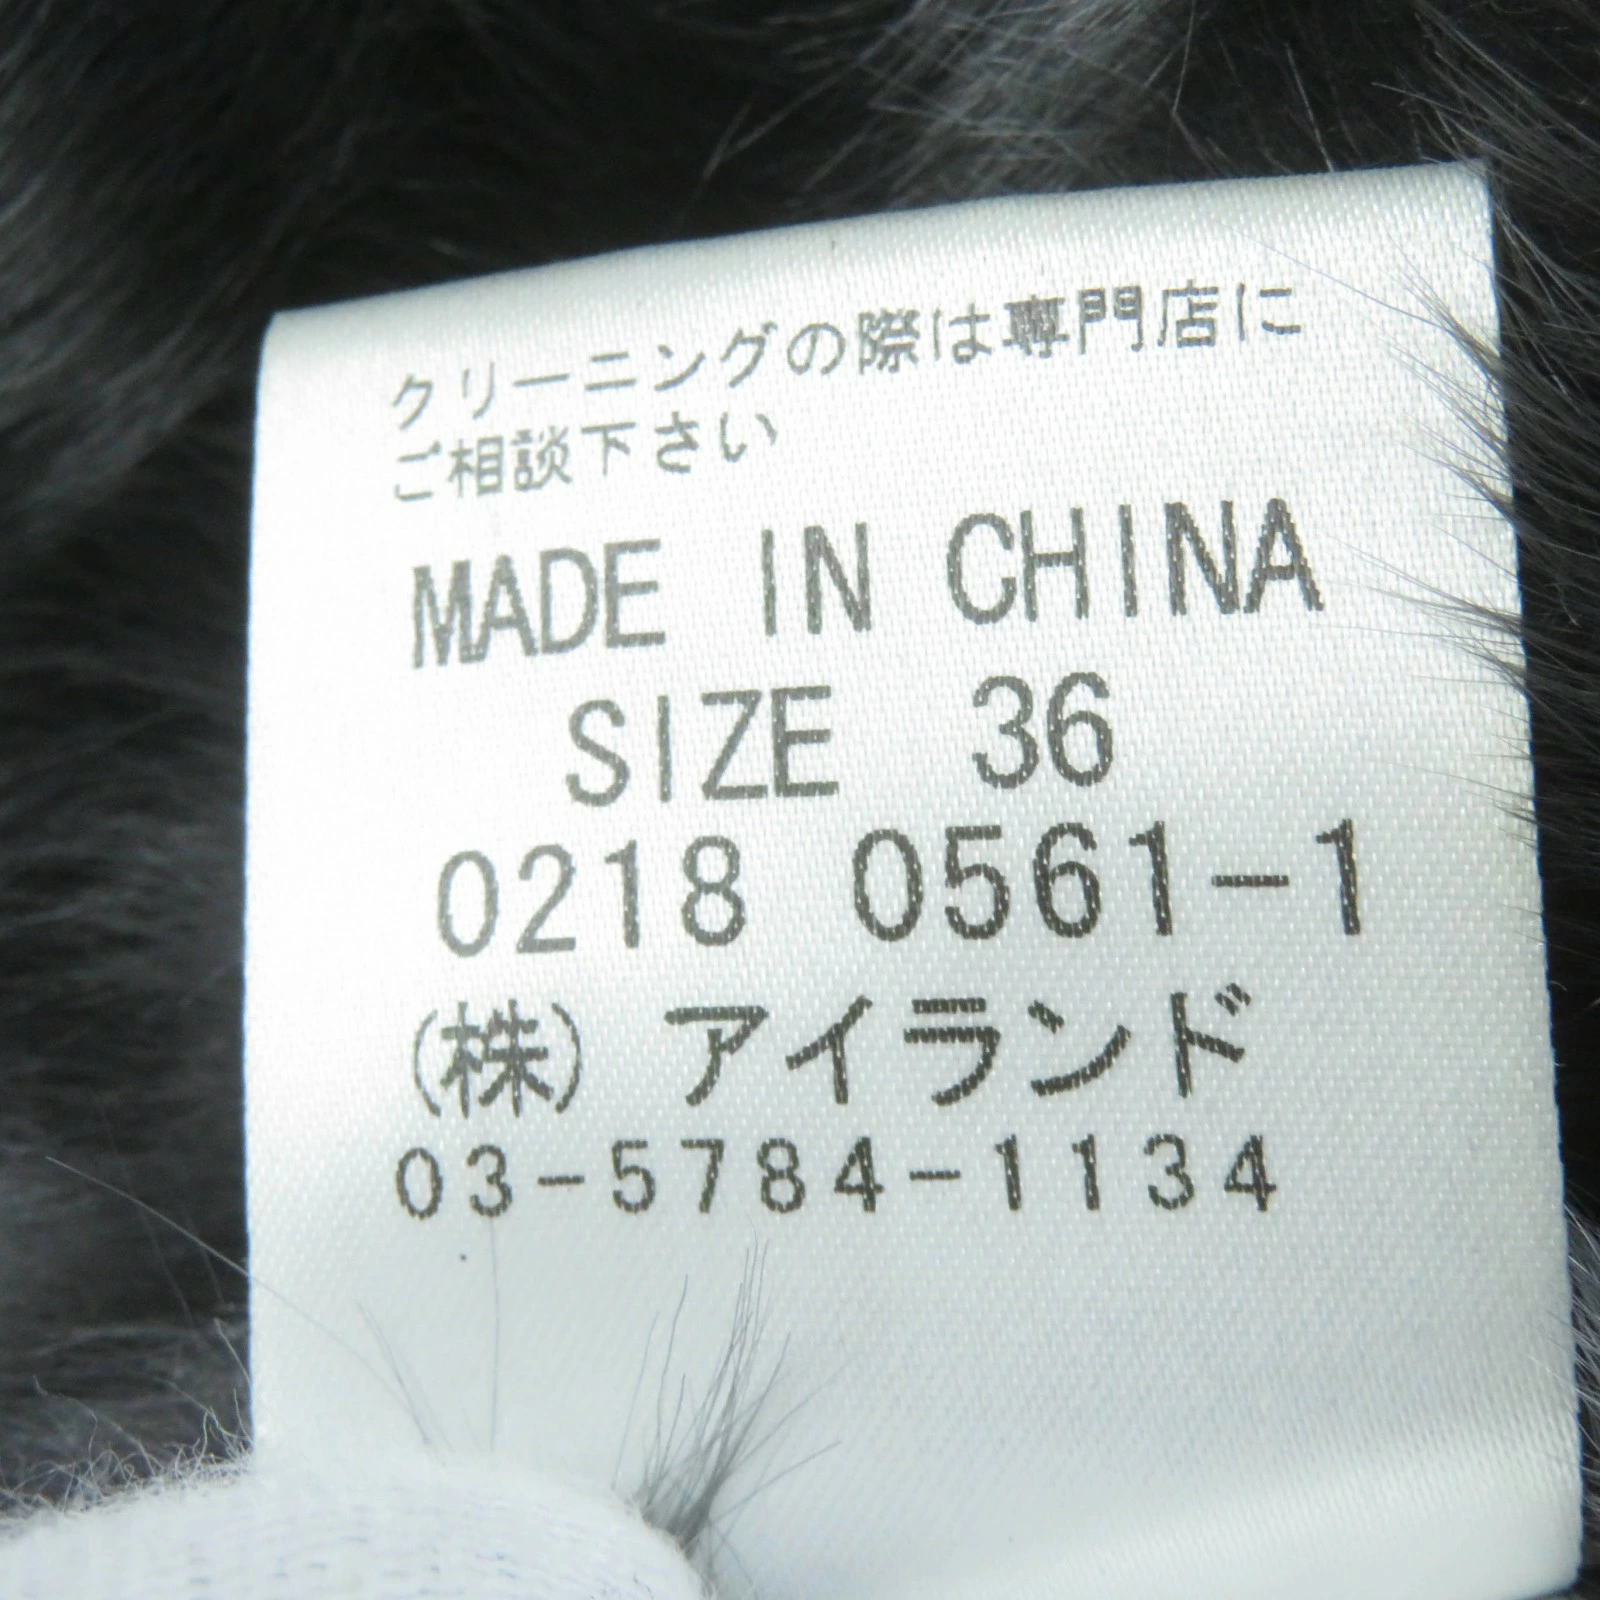 クリーニングの際は専門店に
ご相談下さい
MADE IN CHINA
SIZE 36
0218 0561-1
(株) アイランド
03-5784-1134